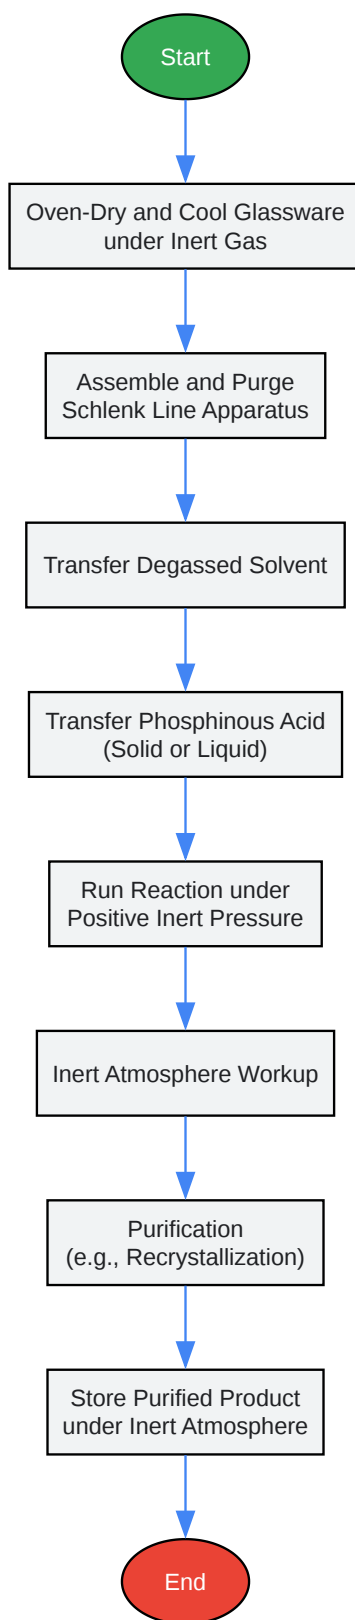 Start
Oven-Dry and Cool Glassware
under Inert Gas
Assemble and Purge
Schlenk Line Apparatus
Transfer Degassed Solvent
Transfer Phosphinous Acid
(Solid or Liquid)
Run Reaction under
Positive Inert Pressure
Inert Atmosphere Workup
Purification
(e.g., Recrystallization)
Store Purified Product
under Inert Atmosphere
End